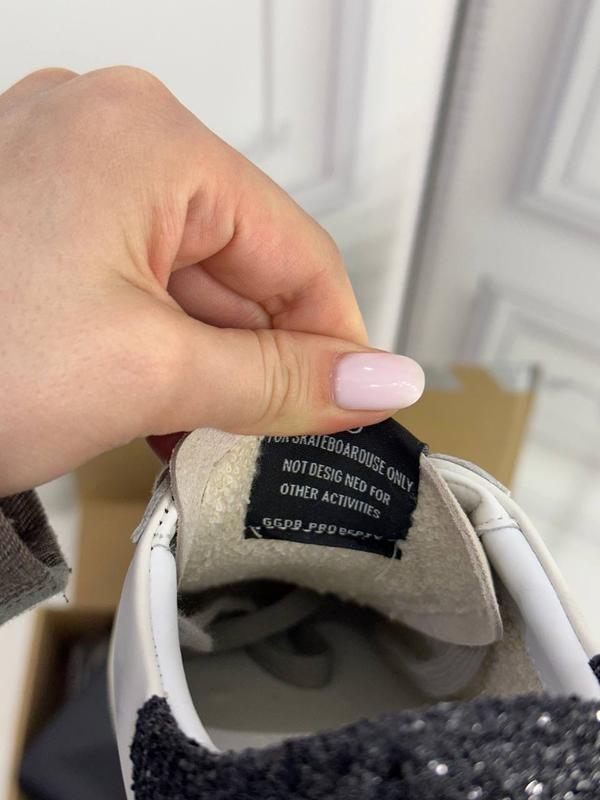 FOR SKATEBOARDUSE ONLY
NOT DESIG NED FOR
OTHER ACTIVITIES
GGDB PROPERTY